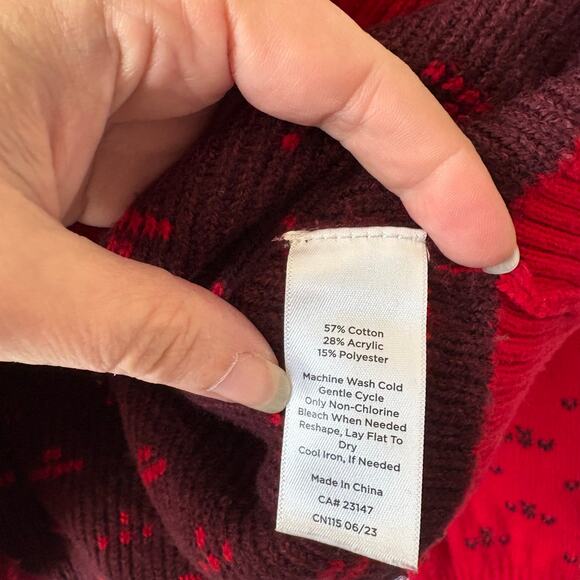 57% Cotton
28% Acrylic
15% Polyester
Machine Wash Cold
Gentle Cycle
Only Non-Chlorine
Bleach When Needed
Reshape, Lay Flat To
Dry
Cool Iron, If Needed
Made In China
CA# 23147
CN115 06/23